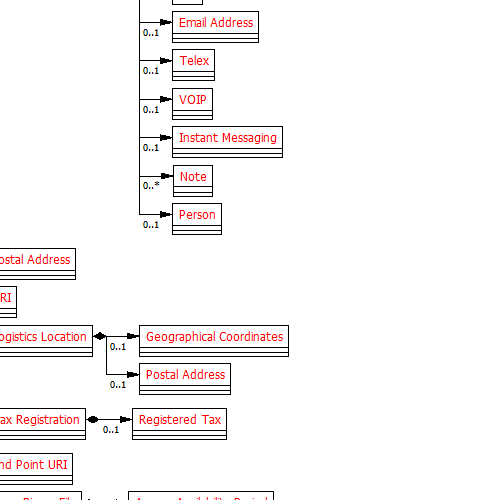 Email Address
0..1
Telex
0..1
VOIP
0..1
Instant Messaging
0..1
Note
0..*
Person
0..1
ostal Address
RI
ogistics Location
Geographical Coordinates
0..1
Postal Address
0..1
ax Registration
Registered Tax
0..1
nd Point URI